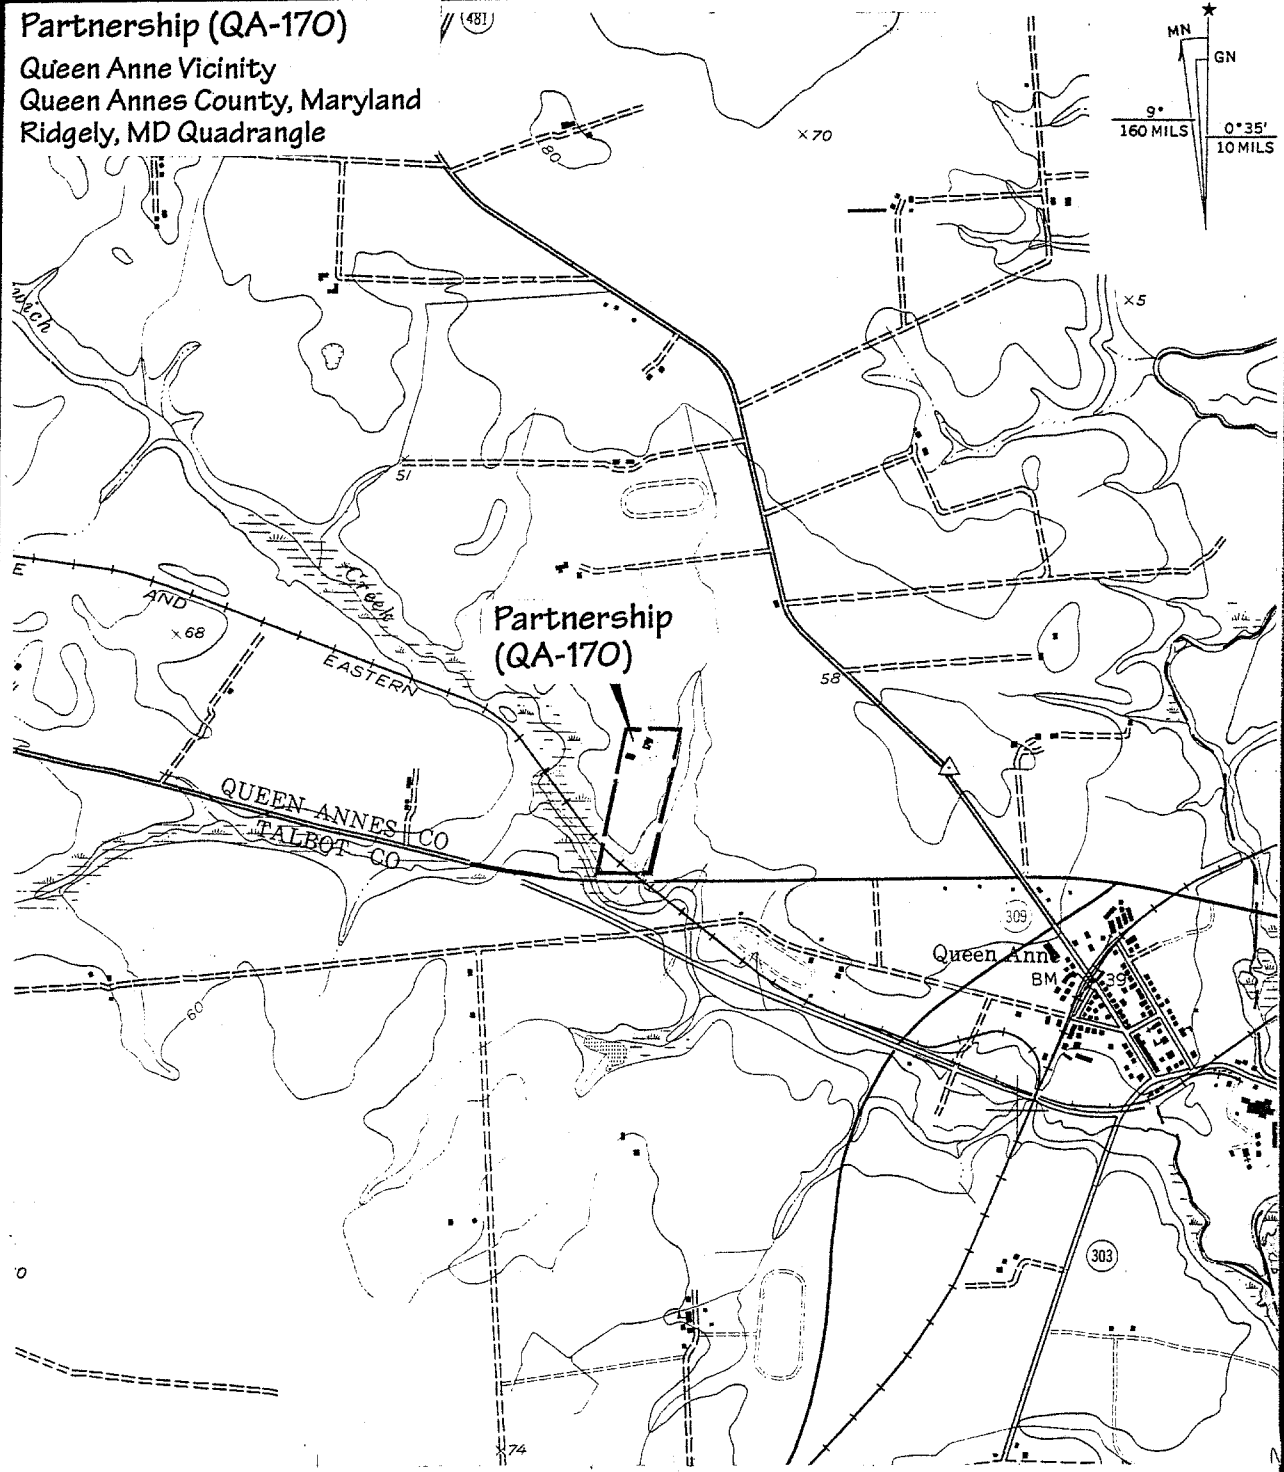 Partnership (QA-170)
Queen Anne Vicinity
Queen Annes County, Maryland
Ridgely, MD Quadrangle
481
MN
GN
9°
160 MILS
0°35'
10 MILS
×70
80
×5
51
Creek
E
AND
EASTERN
×68
Partnership
(QA-170)
58
QUEEN ANNES CO
TALBOT CO
309
Queen Anne
BM
39
60
303
×74